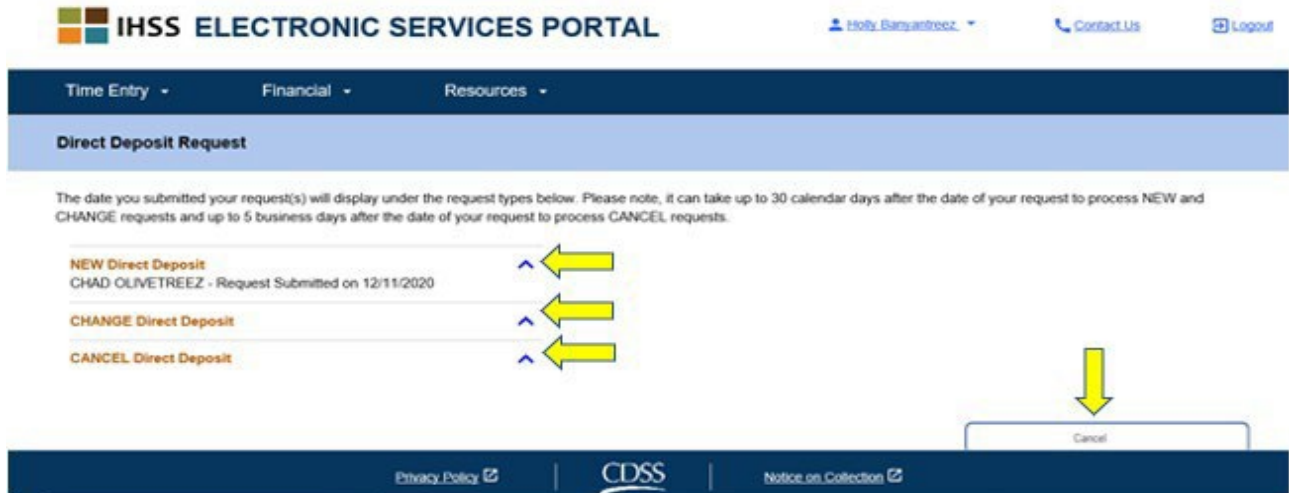 IHSS ELECTRONIC SERVICES PORTAL
Holly Banyantreez
Contact Us
Logout
Time Entry
Financial
Resources
Direct Deposit Request
The date you submitted your request(s) will display under the request types below. Please note, it can take up to 30 calendar days after the date of your request to process NEW and
CHANGE requests and up to 5 business days after the date of your request to process CANCEL requests.
NEW Direct Deposit
CHAD OLIVETREEZ - Request Submitted on 12/11/2020
CHANGE Direct Deposit
CANCEL Direct Deposit
Cancel
Privacy Policy
CDSS
Notice on Collection